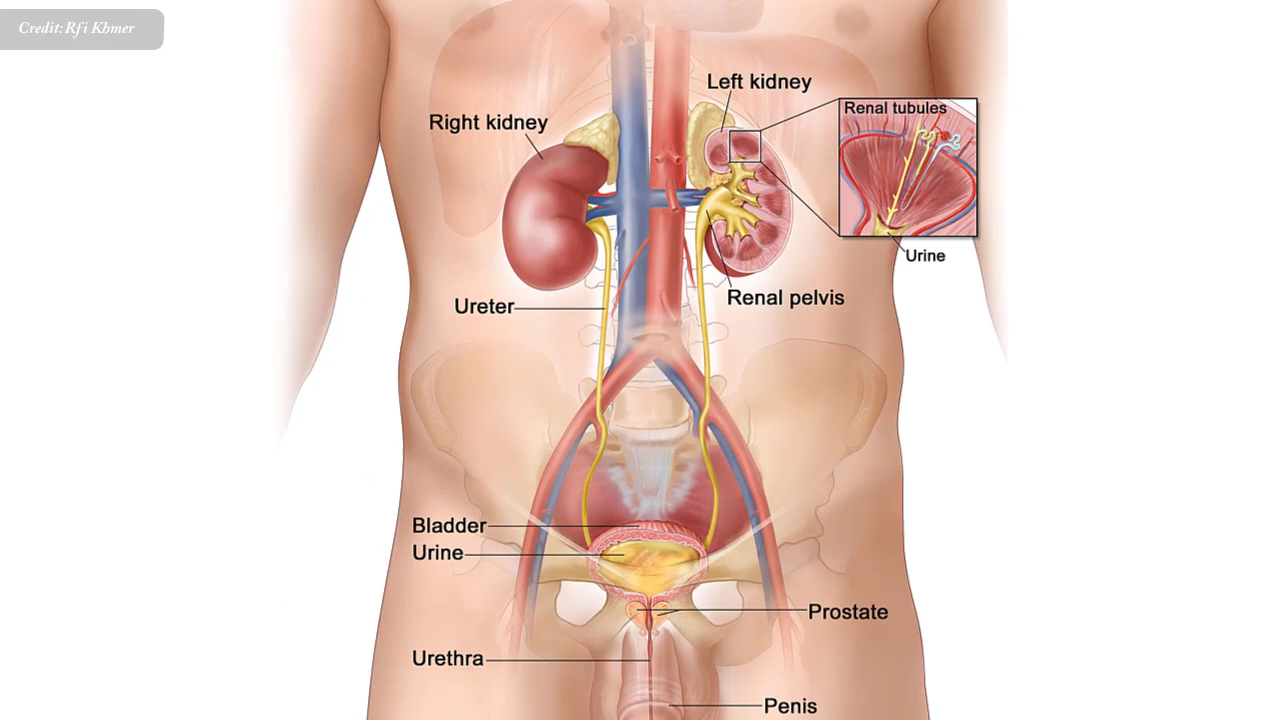 Credit: Rfi Khmer
Left kidney
Renal tubules
Right kidney
Urine
Renal pelvis
Ureter
Bladder
Urine
Prostate
Urethra
Penis